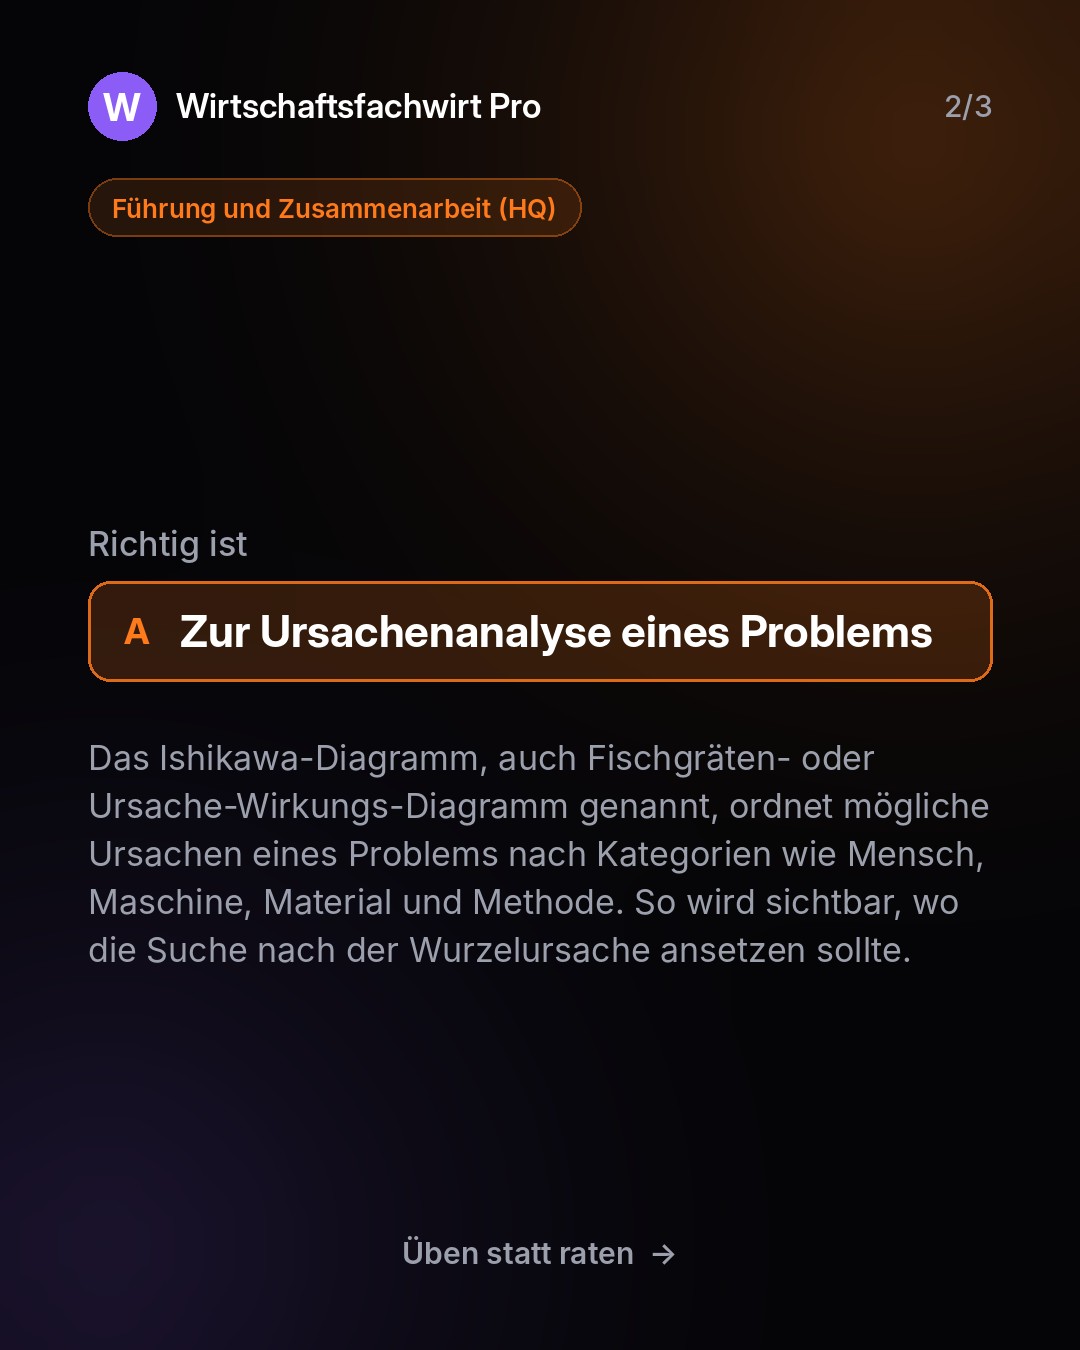 W Wirtschaftsfachwirt Pro 2/3
Führung und Zusammenarbeit (HQ)
Richtig ist
A Zur Ursachenanalyse eines Problems
Das Ishikawa-Diagramm, auch Fischgräten- oder
Ursache-Wirkungs-Diagramm genannt, ordnet mögliche
Ursachen eines Problems nach Kategorien wie Mensch,
Maschine, Material und Methode. So wird sichtbar, wo
die Suche nach der Wurzelursache ansetzen sollte.
Üben statt raten →